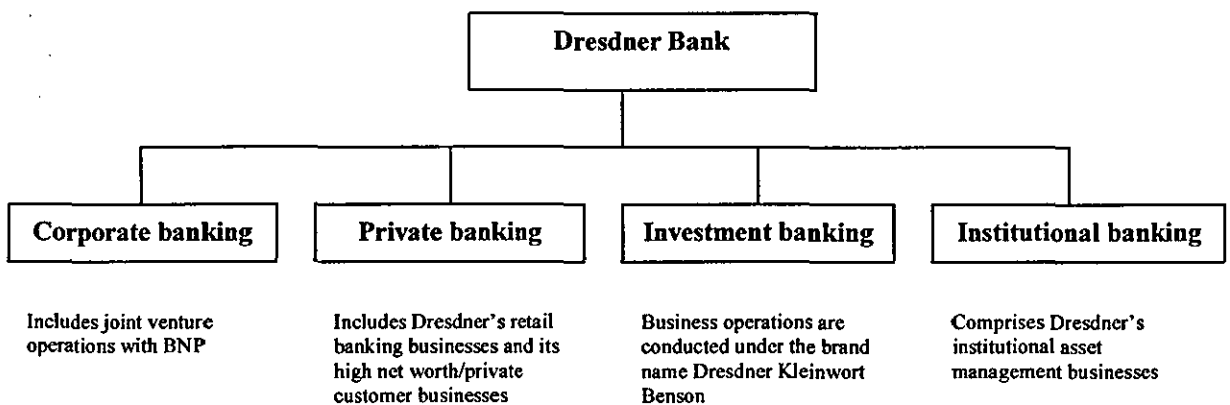 Dresdner Bank
Corporate banking
Private banking
Investment banking
Institutional banking
Includes joint venture
operations with BNP
Includes Dresdner's retail
banking businesses and its
high net worth/private
customer businesses
Business operations are
conducted under the brand
name Dresdner Kleinwort
Benson
Comprises Dresdner's
institutional asset
management businesses